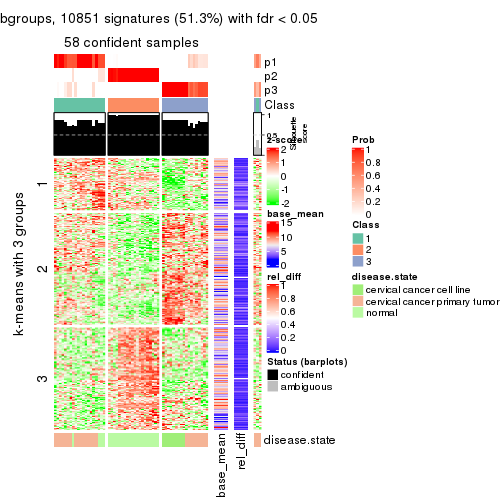 bgroups, 10851 signatures (51.3%) with fdr < 0.05
58 confident samples
p1
p2
p3
Class
1
0.5
Silhouette
score
k-means with 3 groups
1
2
3
z-score
2
1
0
-1
-2
base_mean
15
10
5
0
rel_diff
1
0.8
0.6
0.4
0.2
0
Status (barplots)
confident
ambiguous
Prob
1
0.8
0.6
0.4
0.2
0
Class
1
2
3
disease.state
cervical cancer cell line
cervical cancer primary tumor
normal
disease.state
base_mean
rel_diff